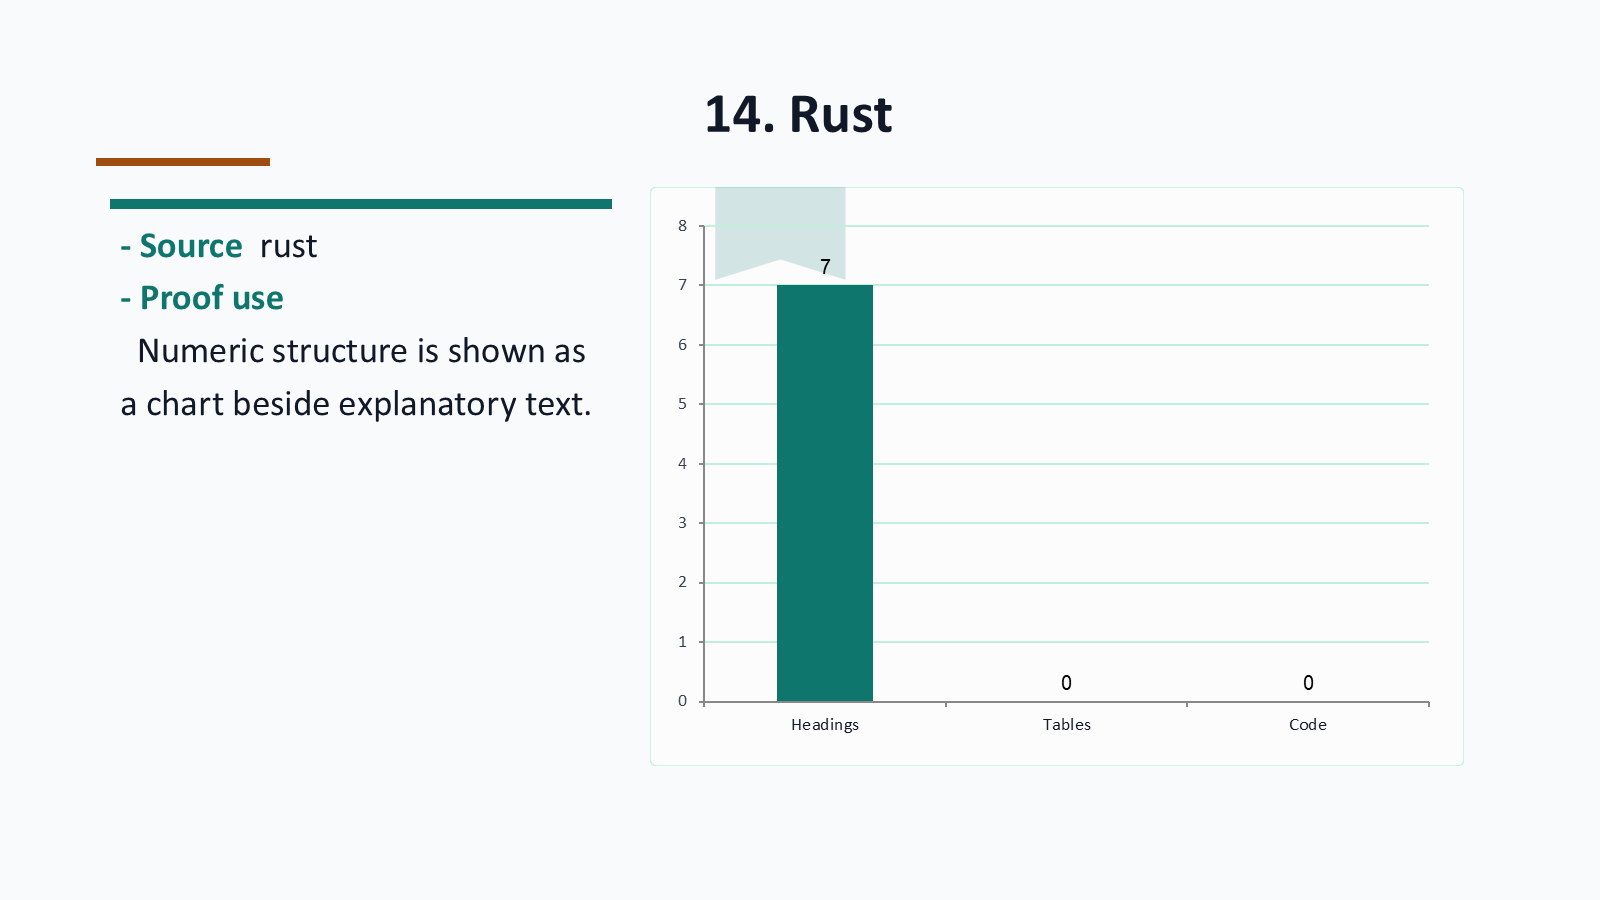 14. Rust
- Source  rust
- Proof use
Numeric structure is shown as
a chart beside explanatory text.
8
7
6
5
4
3
2
1
0
7
0
0
Headings
Tables
Code